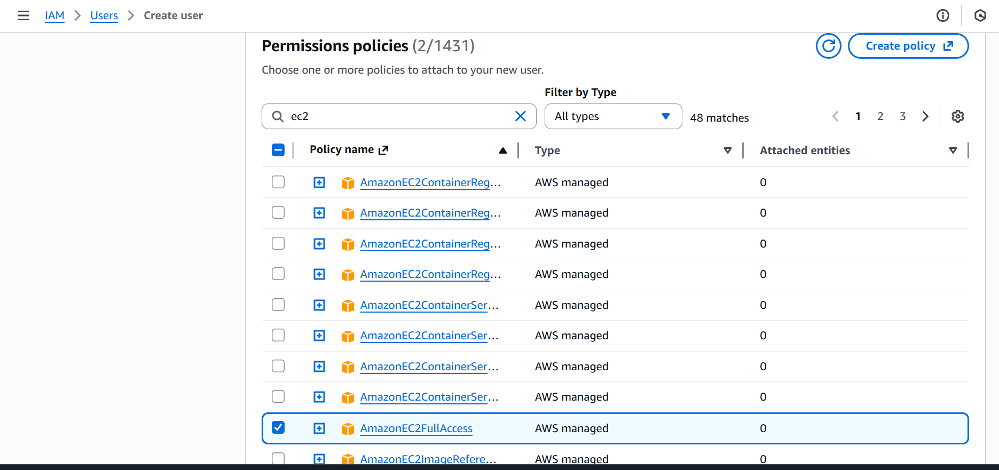 IAM > Users > Create user
Permissions policies (2/1431)
Create policy
Choose one or more policies to attach to your new user.
Filter by Type
ec2
All types
48 matches
1 2 3
Policy name Type Attached entities
AmazonEC2ContainerReg... AWS managed 0
AmazonEC2ContainerReg... AWS managed 0
AmazonEC2ContainerReg... AWS managed 0
AmazonEC2ContainerReg... AWS managed 0
AmazonEC2ContainerSer... AWS managed 0
AmazonEC2ContainerSer... AWS managed 0
AmazonEC2ContainerSer... AWS managed 0
AmazonEC2ContainerSer... AWS managed 0
AmazonEC2FullAccess AWS managed 0
AmazonEC2ImageRefere... AWS managed 0